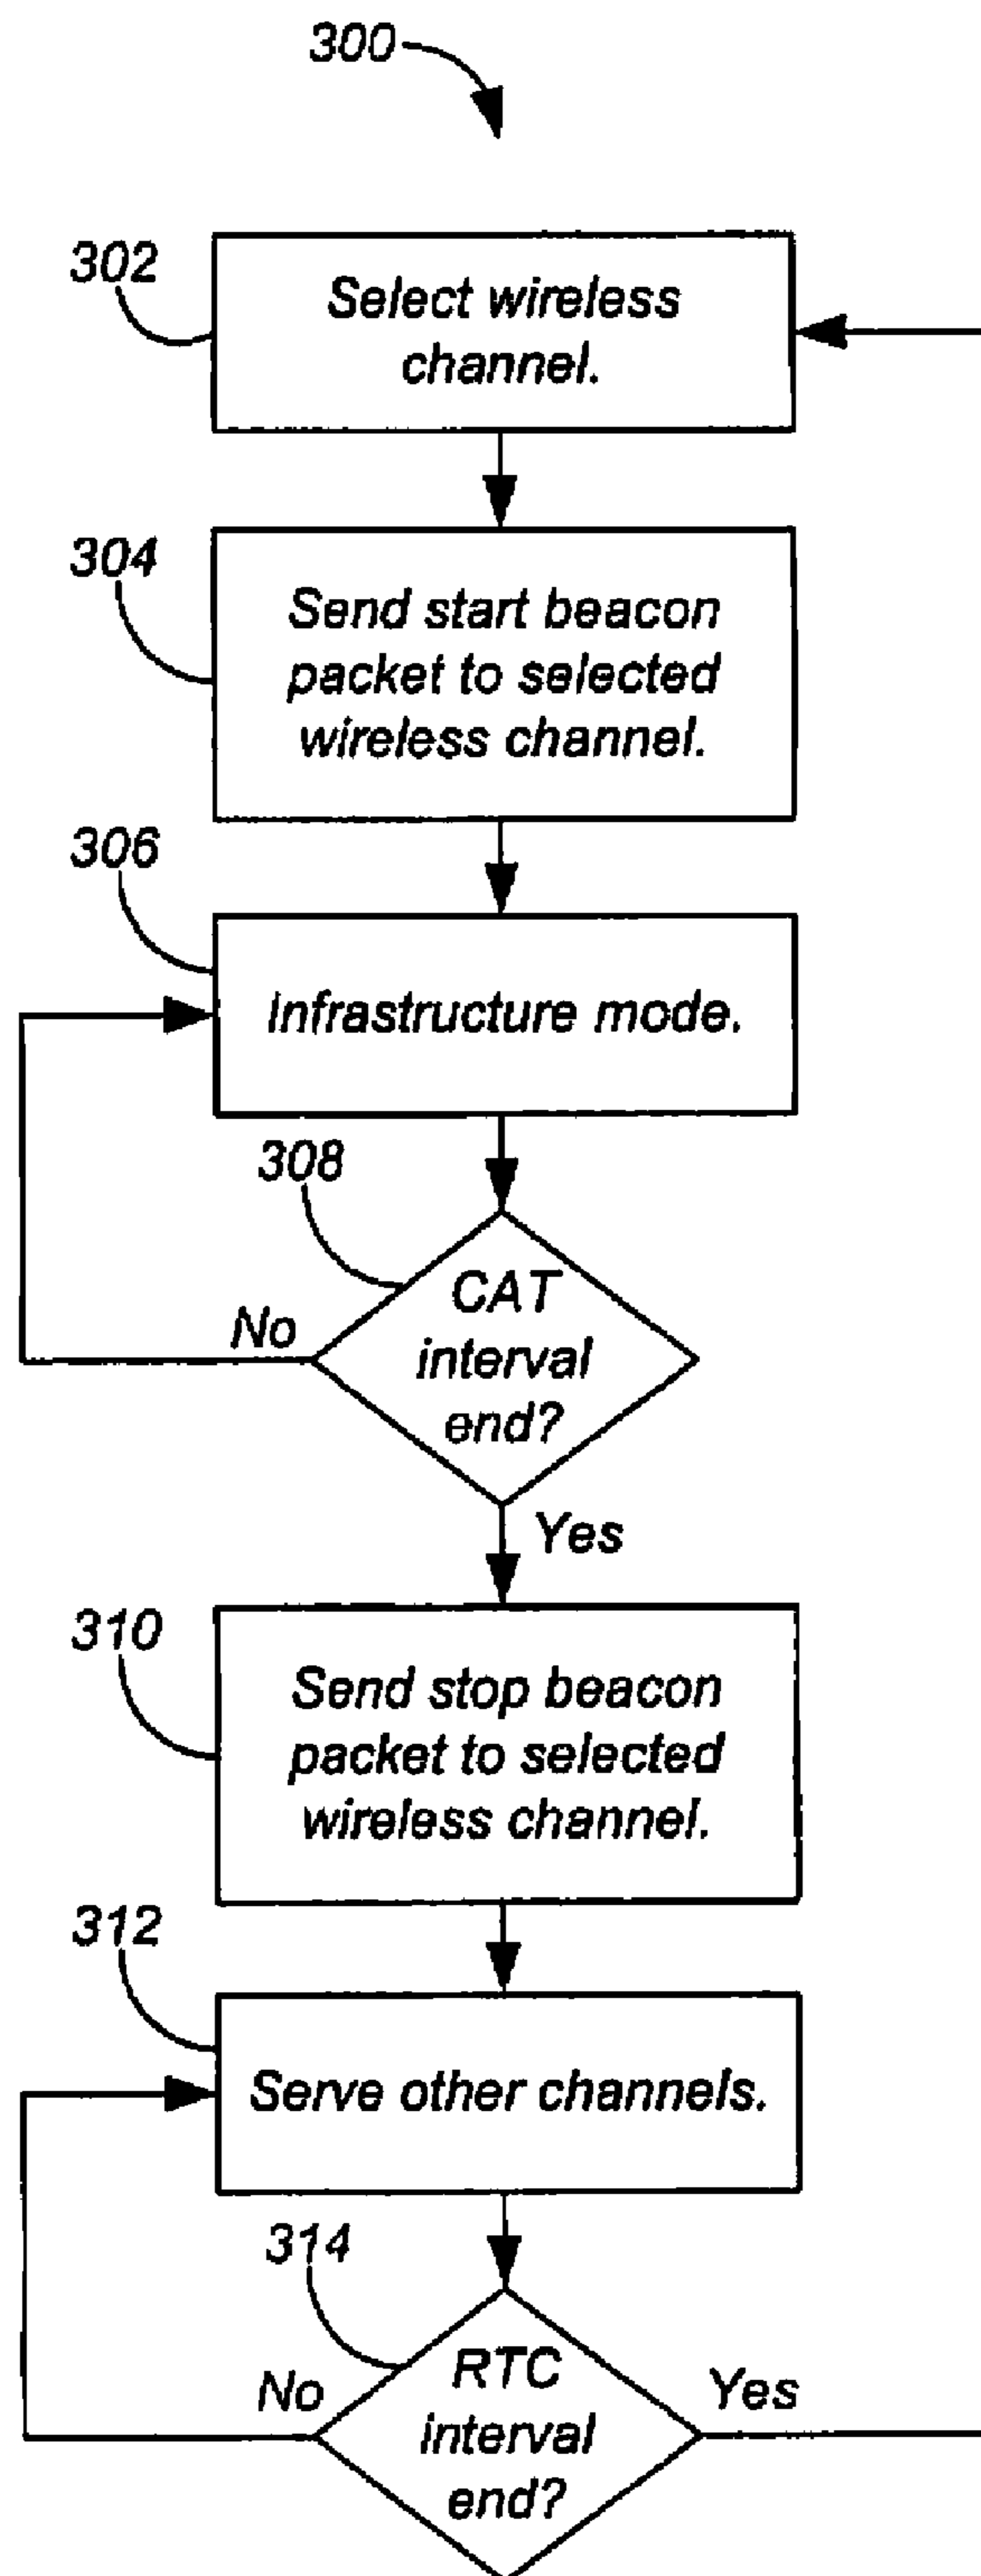 300
302
Select wireless
channel.
304
Send start beacon
packet to selected
wireless channel.
306
Infrastructure mode.
308
CAT
interval
end?
No
Yes
310
Send stop beacon
packet to selected
wireless channel.
312
Serve other channels.
314
RTC
interval
end?
No
Yes